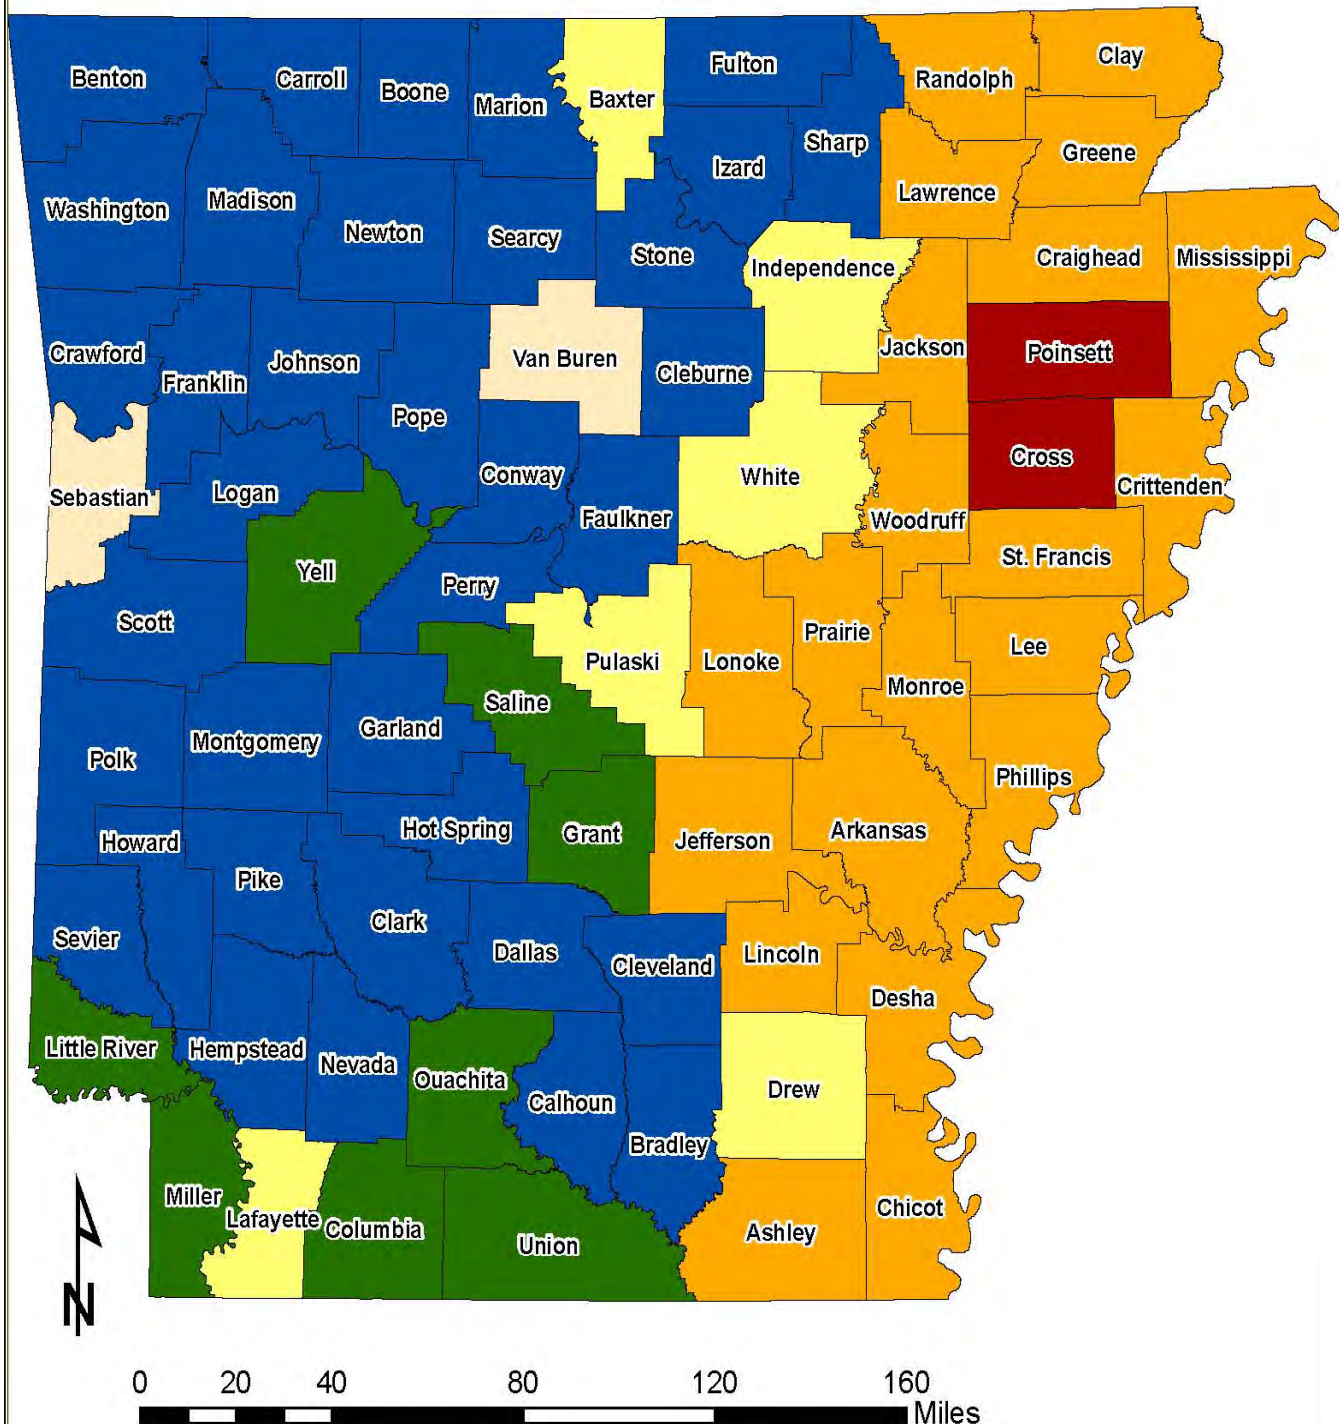 Benton
Carroll
Boone
Marion
Baxter
Fulton
Randolph
Clay
Washington
Madison
Newton
Searcy
Stone
Izard
Sharp
Lawrence
Greene
Independence
Craighead
Mississippi
Crawford
Franklin
Johnson
Pope
Van Buren
Cleburne
Jackson
Poinsett
Sebastian
Logan
Conway
Faulkner
White
Woodruff
Cross
Crittenden
Scott
Yell
Perry
Pulaski
Lonoke
Prairie
St. Francis
Monroe
Lee
Polk
Montgomery
Garland
Saline
Phillips
Howard
Pike
Hot Spring
Grant
Jefferson
Arkansas
Sevier
Clark
Dallas
Cleveland
Lincoln
Desha
Little River
Hempstead
Nevada
Ouachita
Calhoun
Bradley
Drew
Miller
Lafayette
Columbia
Union
Ashley
Chicot
N
0 20 40 80 120 160
Miles